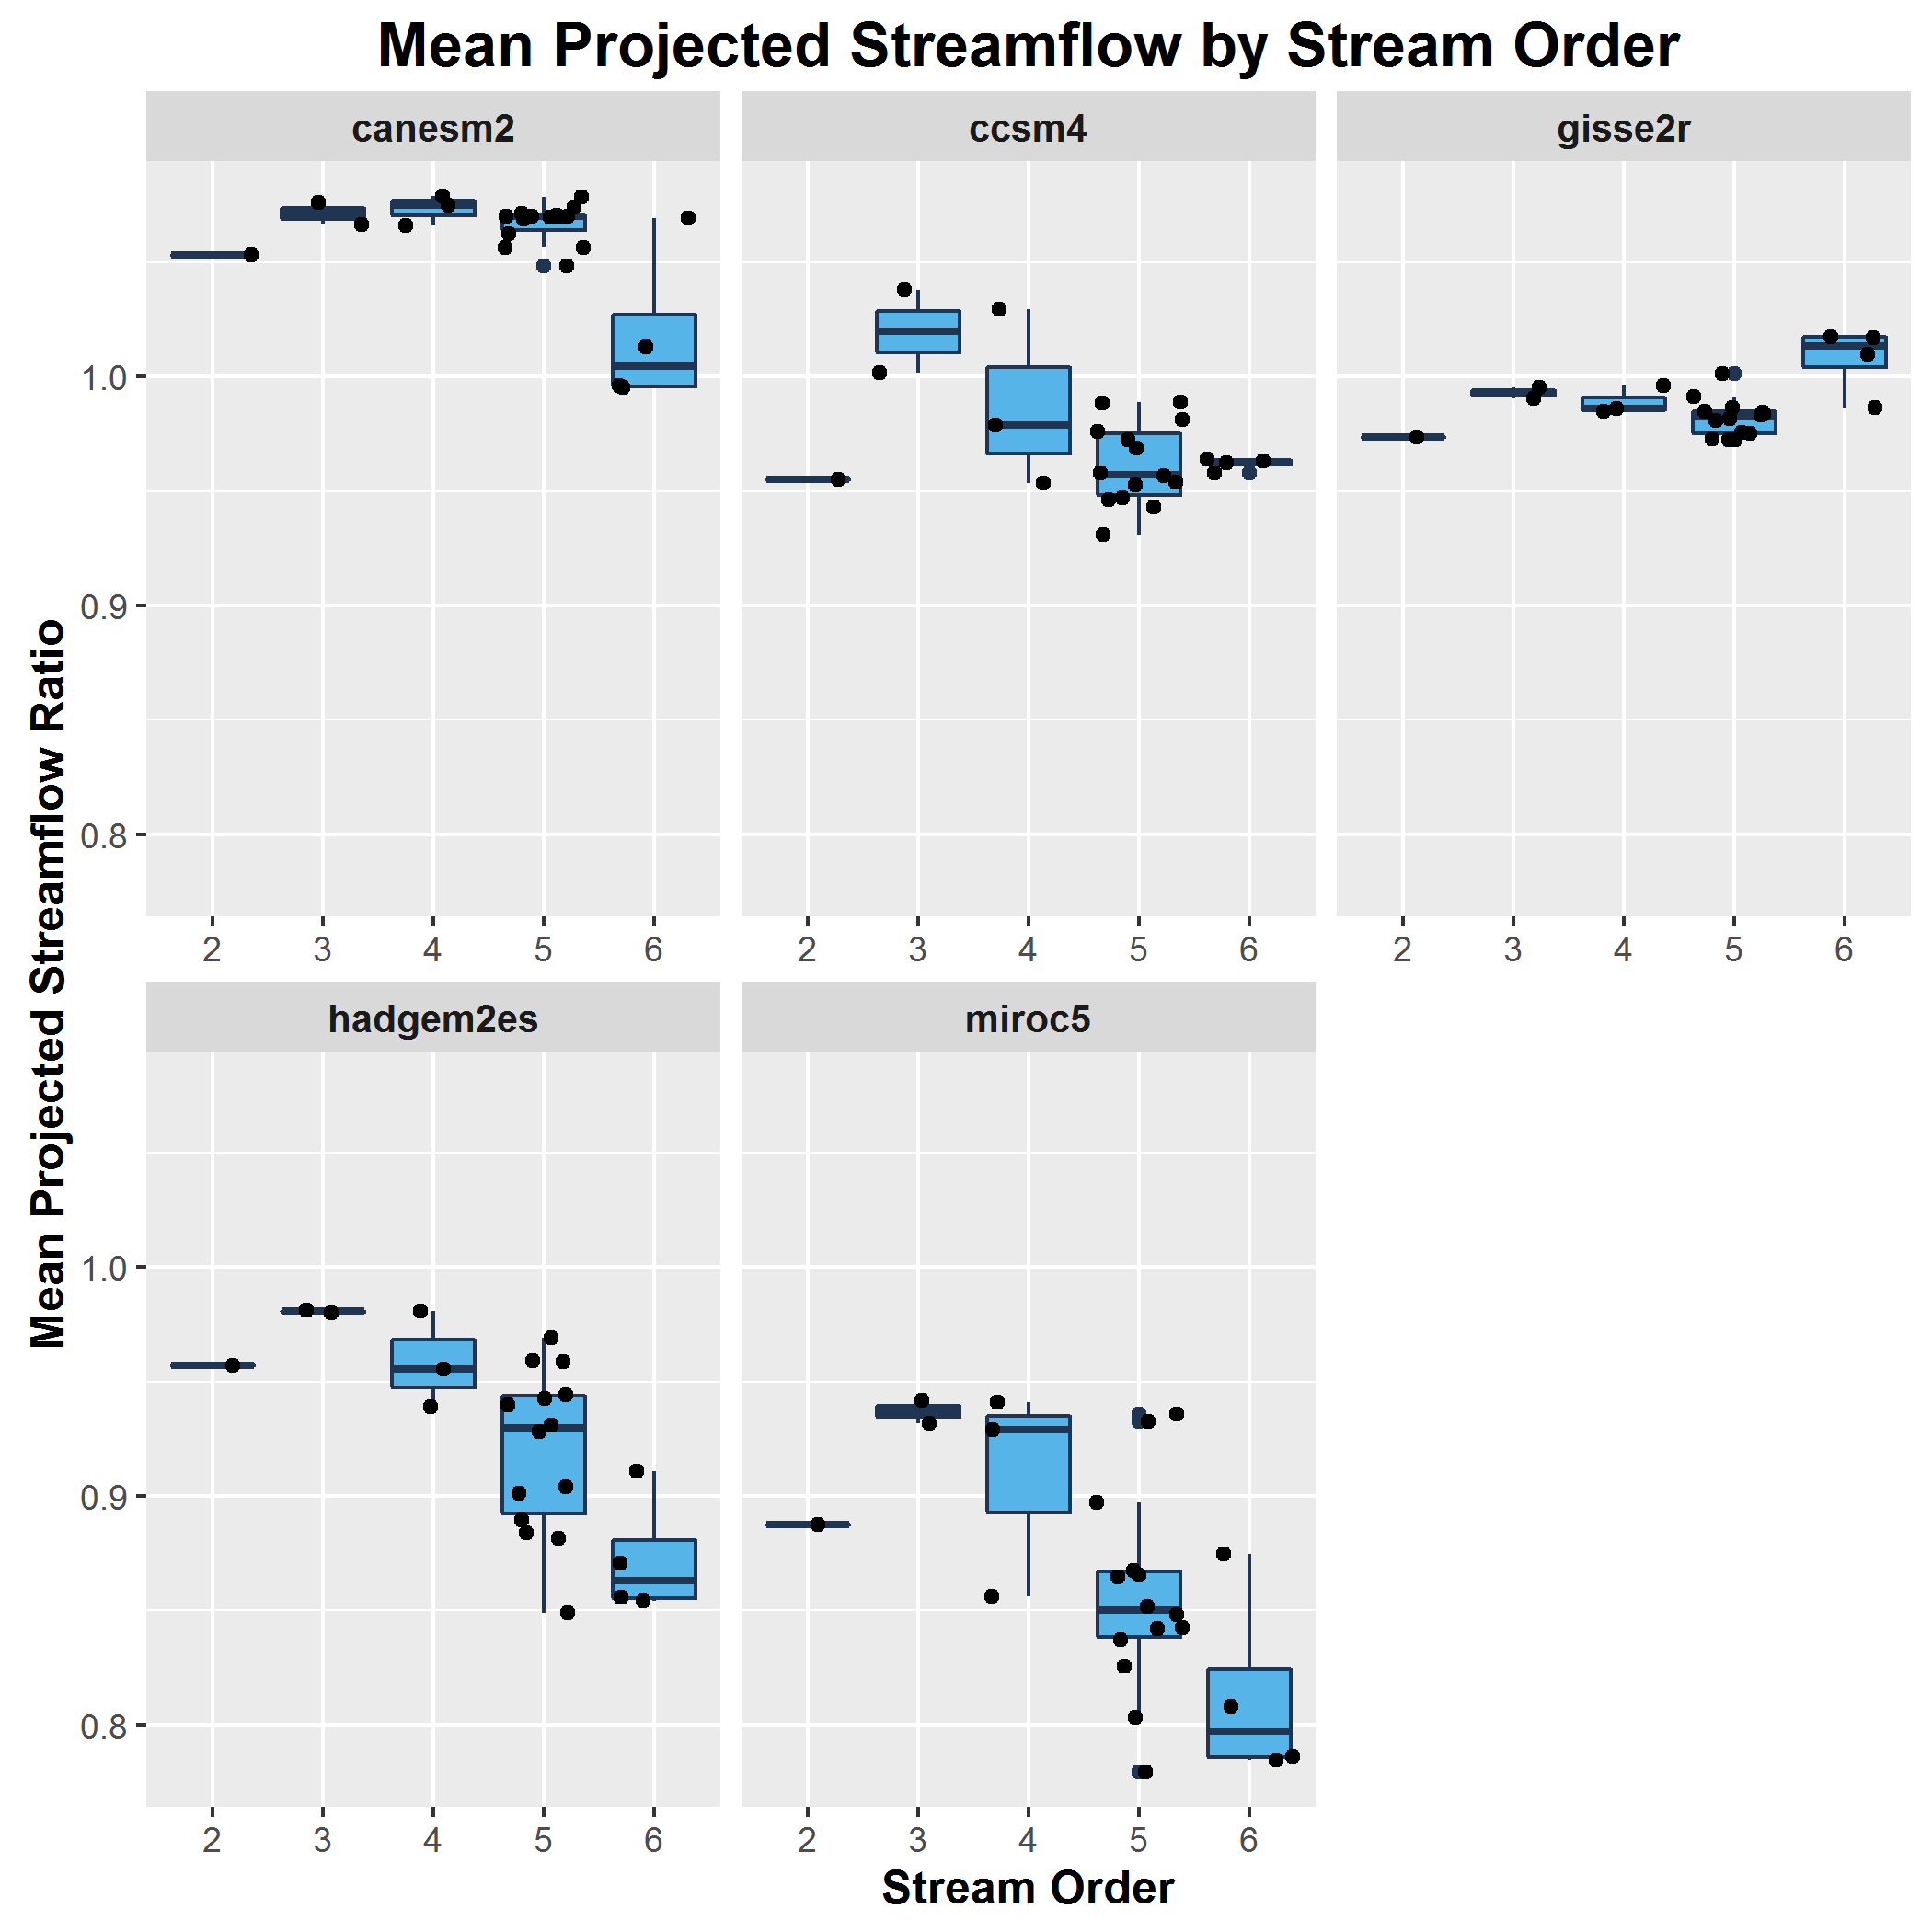 Mean Projected Streamflow by Stream Order
canesm2
ccsm4
gisse2r
Mean Projected Streamflow Ratio
1.0
0.9
0.8
2 3 4 5 6
2 3 4 5 6
2 3 4 5 6
hadgem2es
miroc5
1.0
0.9
0.8
2 3 4 5 6
2 3 4 5 6
Stream Order